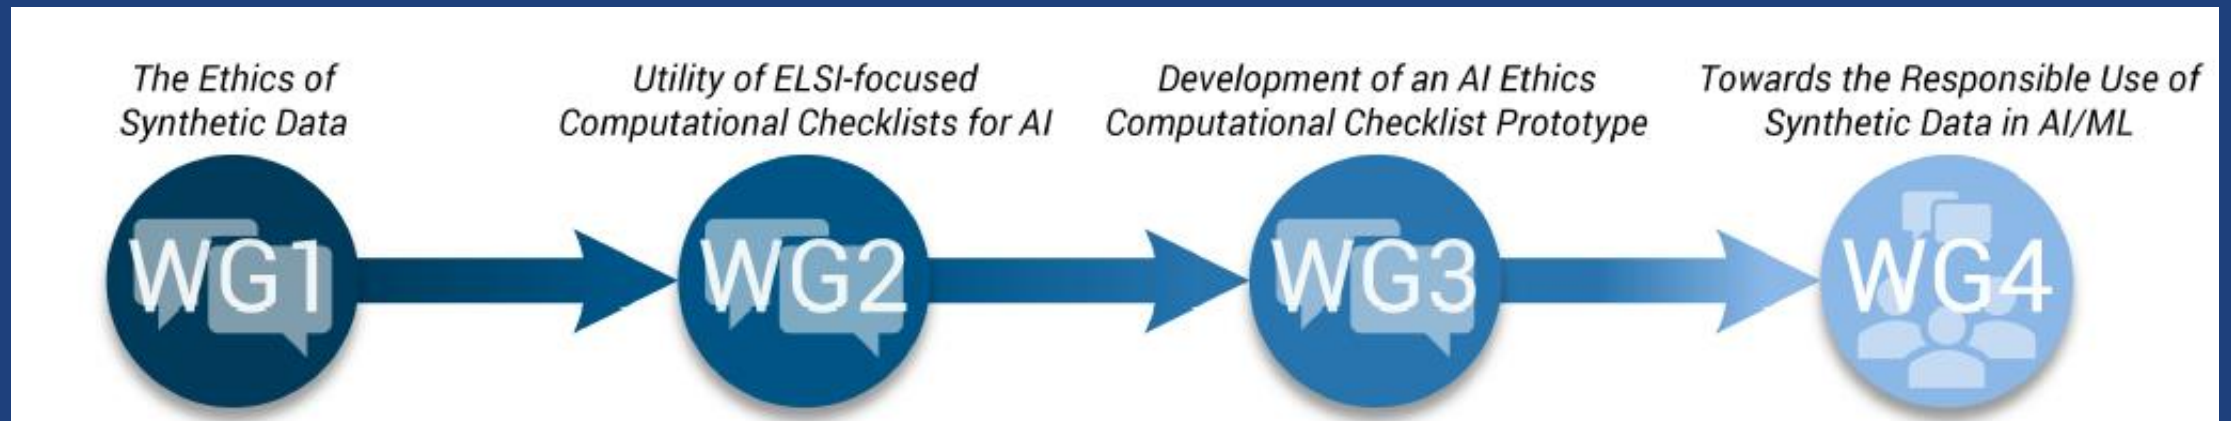 The Ethics of
Synthetic Data
Utility of ELSI-focused
Computational Checklists for AI
Development of an AI Ethics
Computational Checklist Prototype
Towards the Responsible Use of
Synthetic Data in AI/ML
WG1
WG2
WG3
WG4